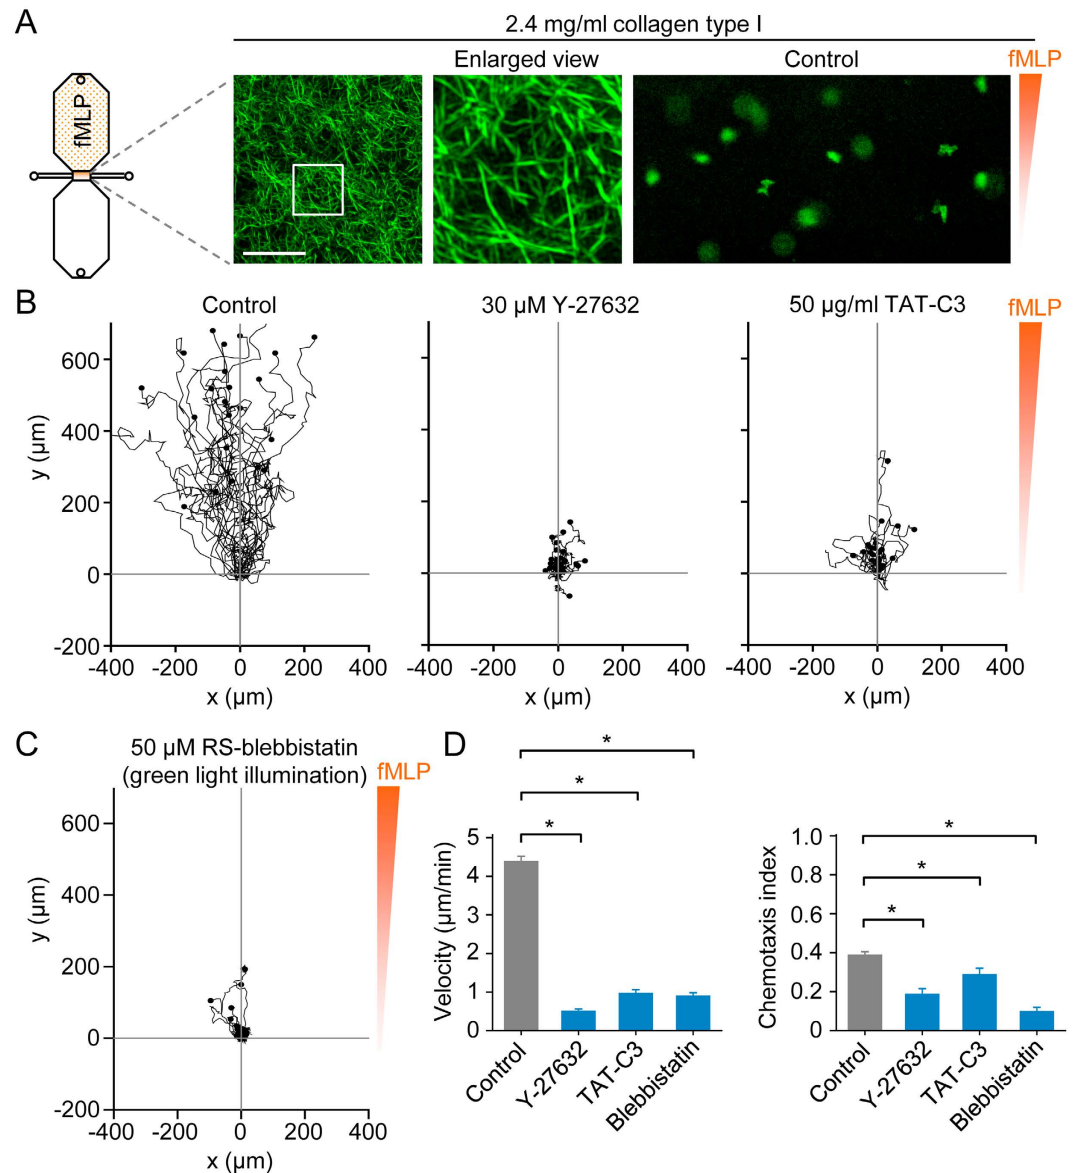 A
2.4 mg/ml collagen type I
Enlarged view
Control
fMLP
fMLP
B
Control
30 µM Y-27632
50 µg/ml TAT-C3
fMLP
y (µm)
600
400
200
0
-200
-400 -200 0 200 400
-400 -200 0 200 400
-400 -200 0 200 400
x (µm)
x (µm)
x (µm)
C
50 µM RS-blebbistatin
(green light illumination)
fMLP
y (µm)
600
400
200
0
-200
-400 -200 0 200 400
x (µm)
D
*
*
*
Velocity (µm/min)
5
4
3
2
1
0
Control
Y-27632
TAT-C3
Blebbistatin
*
*
*
Chemotaxis index
1.0
0.8
0.6
0.4
0.2
0
Control
Y-27632
TAT-C3
Blebbistatin